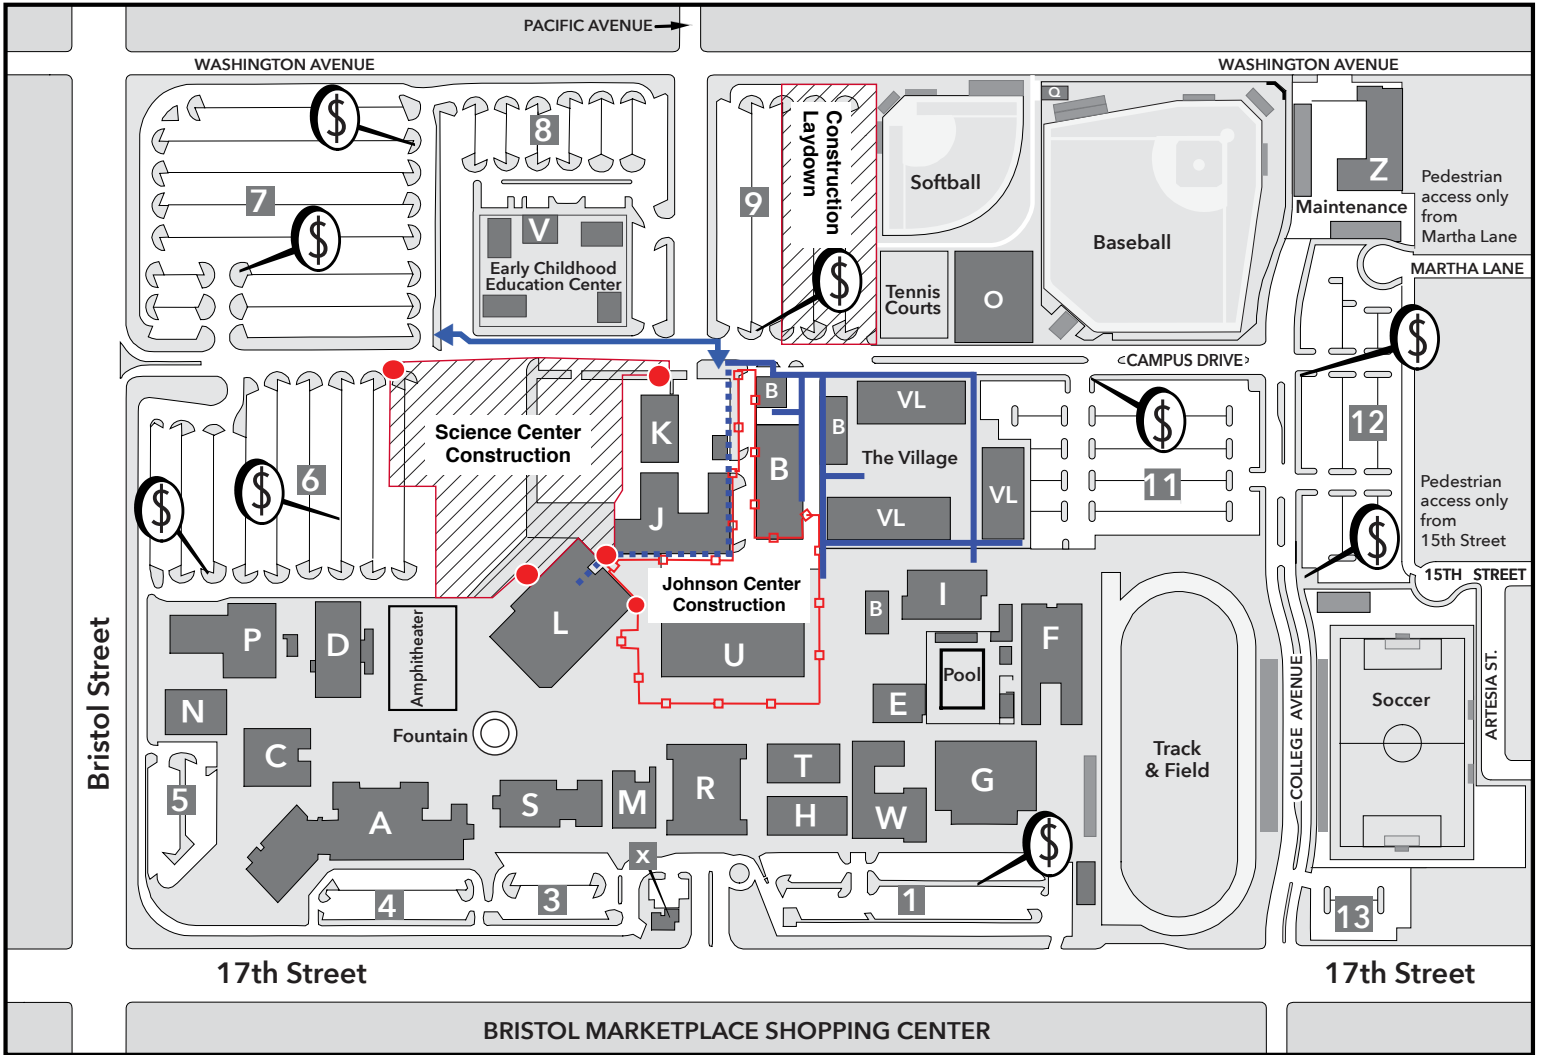 PACIFIC AVENUE
WASHINGTON AVENUE
WASHINGTON AVENUE
$
8
Construction
Laydown
Q
Z
7
9
Softball
Pedestrian
access only
from
Martha Lane
Maintenance
$
V
Baseball
Early Childhood
Education Center
$
Tennis
Courts
O
MARTHA LANE
$
CAMPUS DRIVE
B
VL
$
12
K
B
Science Center
Construction
The Village
6
$
B
11
VL
Pedestrian
access only
from
15th Street
$
J
VL
$
15TH STREET
Johnson Center
Construction
I
B
L
P
D
Amphitheater
U
F
Pool
E
N
Bristol Street
Fountain
COLLEGE AVENUE
Soccer
ARTESIA ST.
C
Track
& Field
T
G
R
5
S
M
A
H
W
$
X
4
3
1
13
17th Street
17th Street
BRISTOL MARKETPLACE SHOPPING CENTER